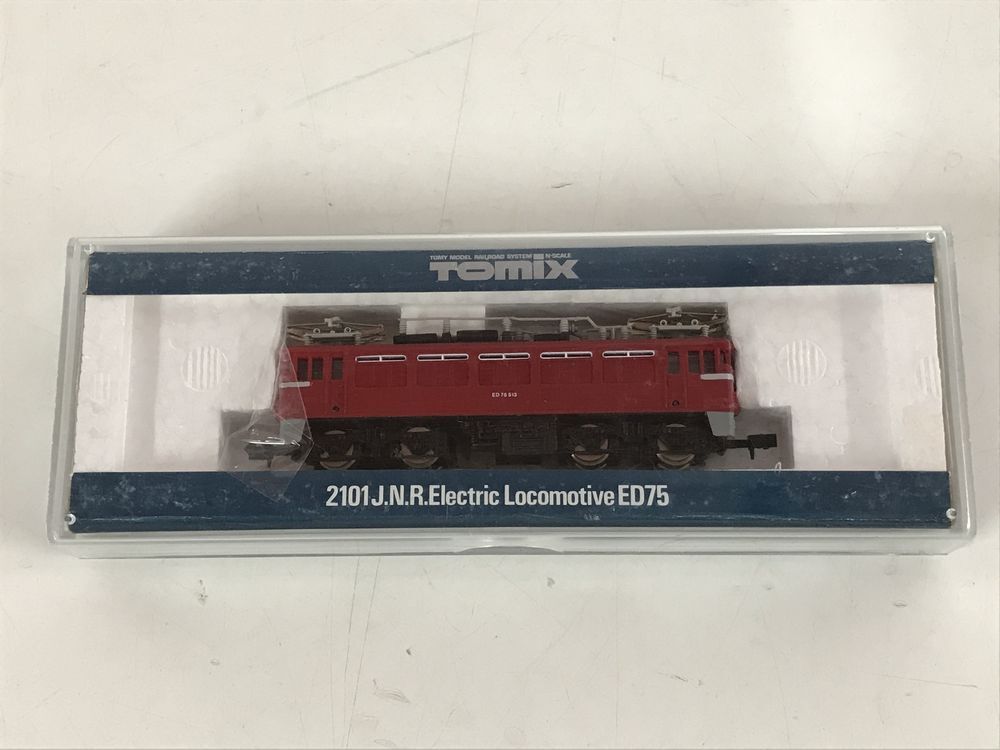 TOMY MODEL RAILROAD SYSTEM N-SCALE
TOMIX
ED 75 513
2101 J.N.R. Electric Locomotive ED75